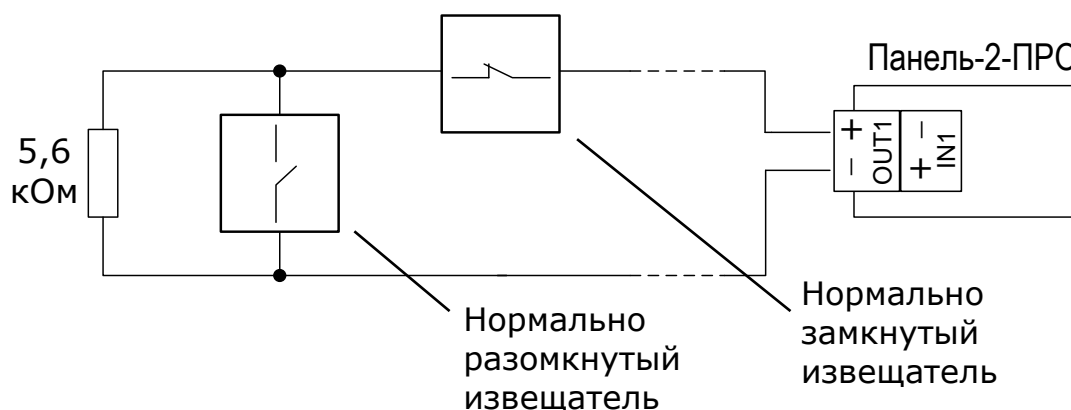 Панель-2-ПРО
5,6
кОм
+
−
OUT1
−
+
IN1
Нормально
разомкнутый
извещатель
Нормально
замкнутый
извещатель